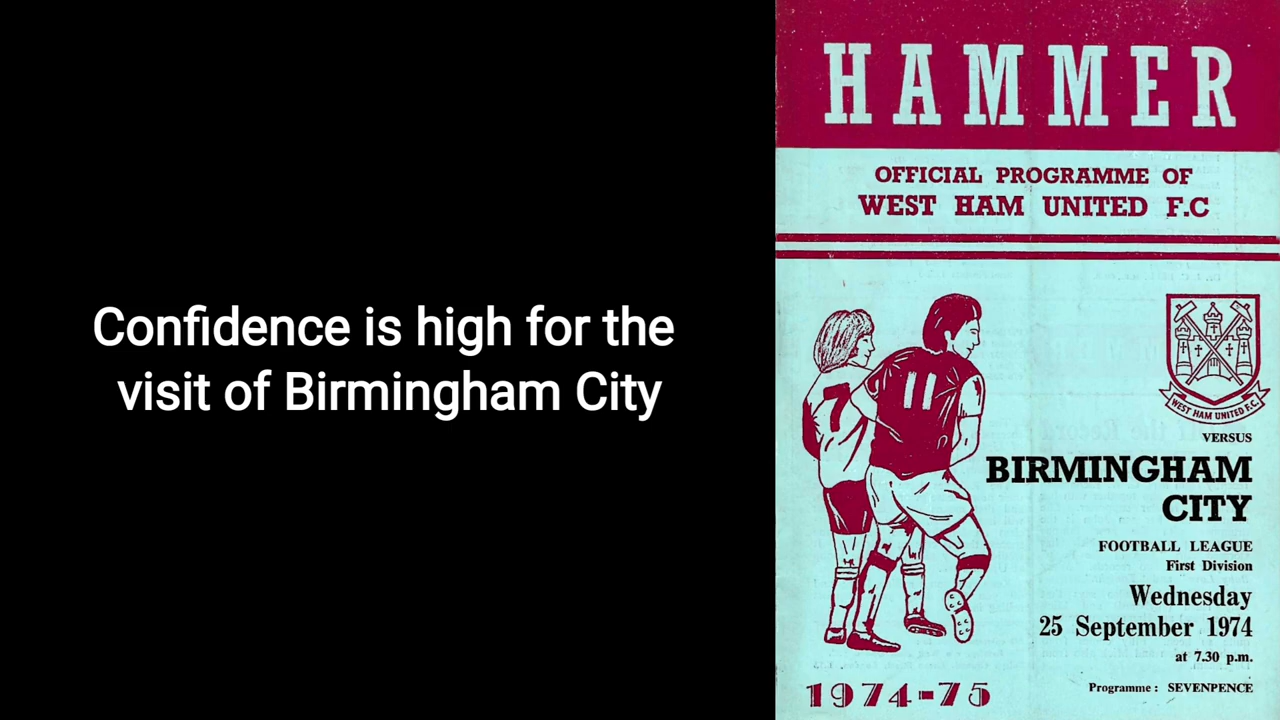 Confidence is high for the
visit of Birmingham City
HAMMER
OFFICIAL PROGRAMME OF
WEST HAM UNITED F.C
WEST HAM UNITED F.C.
VERSUS
7
11
BIRMINGHAM
CITY
FOOTBALL LEAGUE
First Division
Wednesday
25 September 1974
at 7.30 p.m.
1974-75
Programme : SEVENPENCE